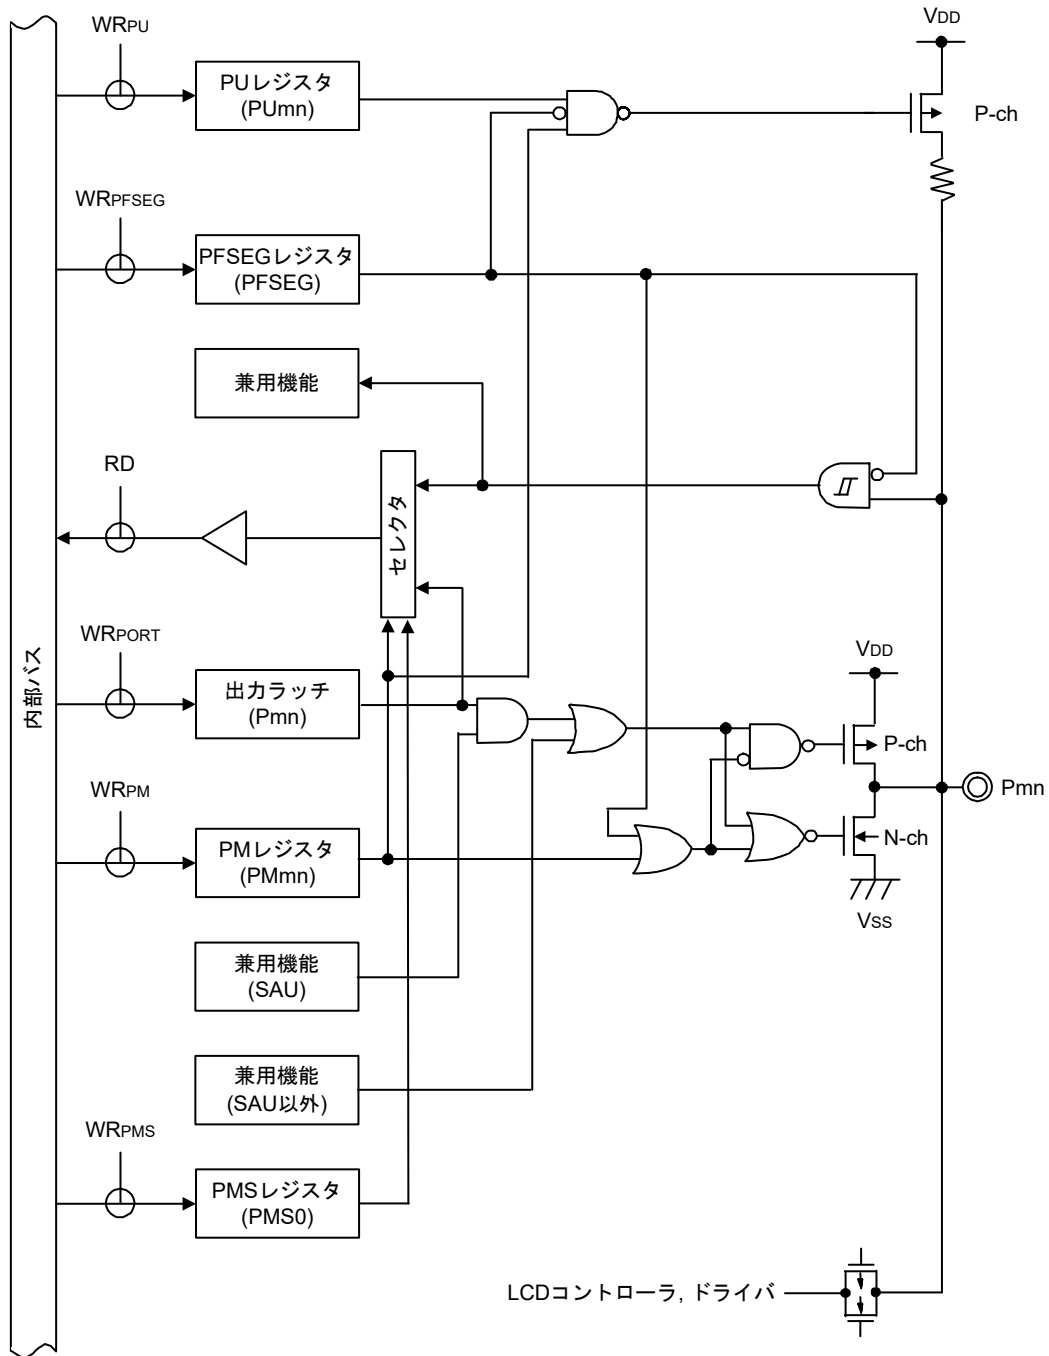 WRPU
PUレジスタ
(PUmn)
VDD
P-ch
WRPFSEG
PFSEGレジスタ
(PFSEG)
兼用機能
RD
セレクタ
内部バス
WRPORT
出力ラッチ
(Pmn)
VDD
P-ch
Pmn
WRPM
PMレジスタ
(PMmn)
N-ch
VSS
兼用機能
(SAU)
兼用機能
(SAU以外)
WRPMS
PMSレジスタ
(PMS0)
LCDコントローラ, ドライバ